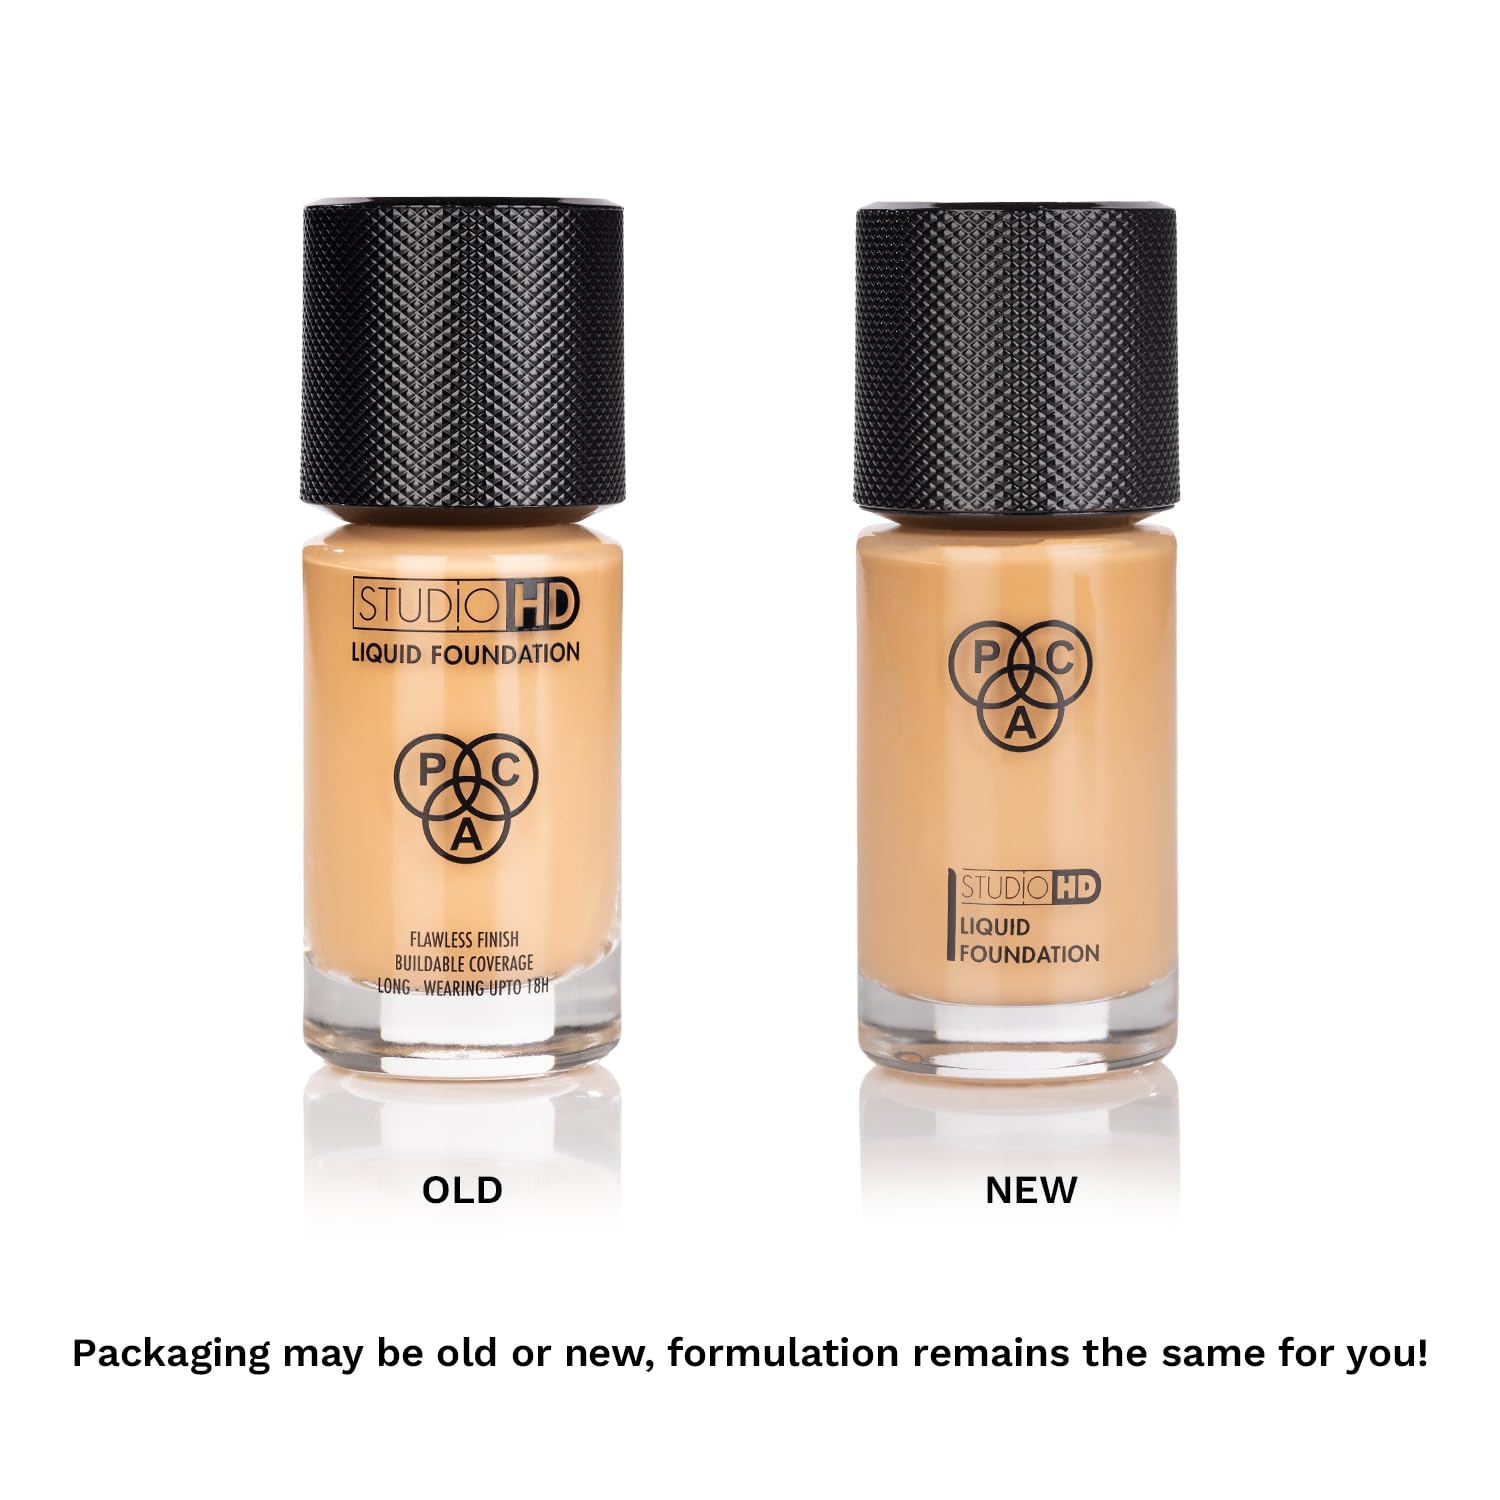 STUDIO HD
LIQUID FOUNDATION
P C
A
FLAWLESS FINISH
BUILDABLE COVERAGE
LONG - WEARING UPTO 18H
P C
A
STUDIO HD
LIQUID
FOUNDATION
OLD
NEW
Packaging may be old or new, formulation remains the same for you!